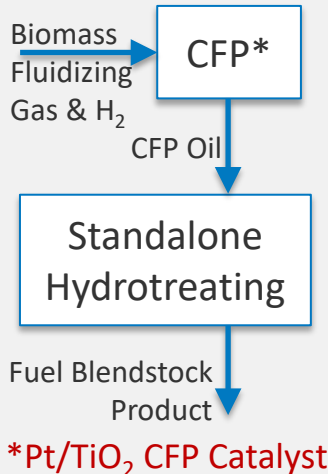 Biomass
Fluidizing
Gas & H₂
CFP*
CFP Oil
Standalone
Hydrotreating
Fuel Blendstock
Product
*Pt/TiO₂ CFP Catalyst